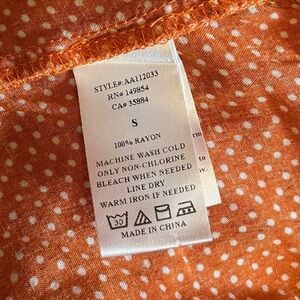 STYLE#:AA112033
RN# 149854
CA# 35884
S
100% RAYON
MACHINE WASH COLD
ONLY NON-CHLORINE
BLEACH WHEN NEEDED
LINE DRY
WARM IRON IF NEEDED
30
MADE IN CHINA